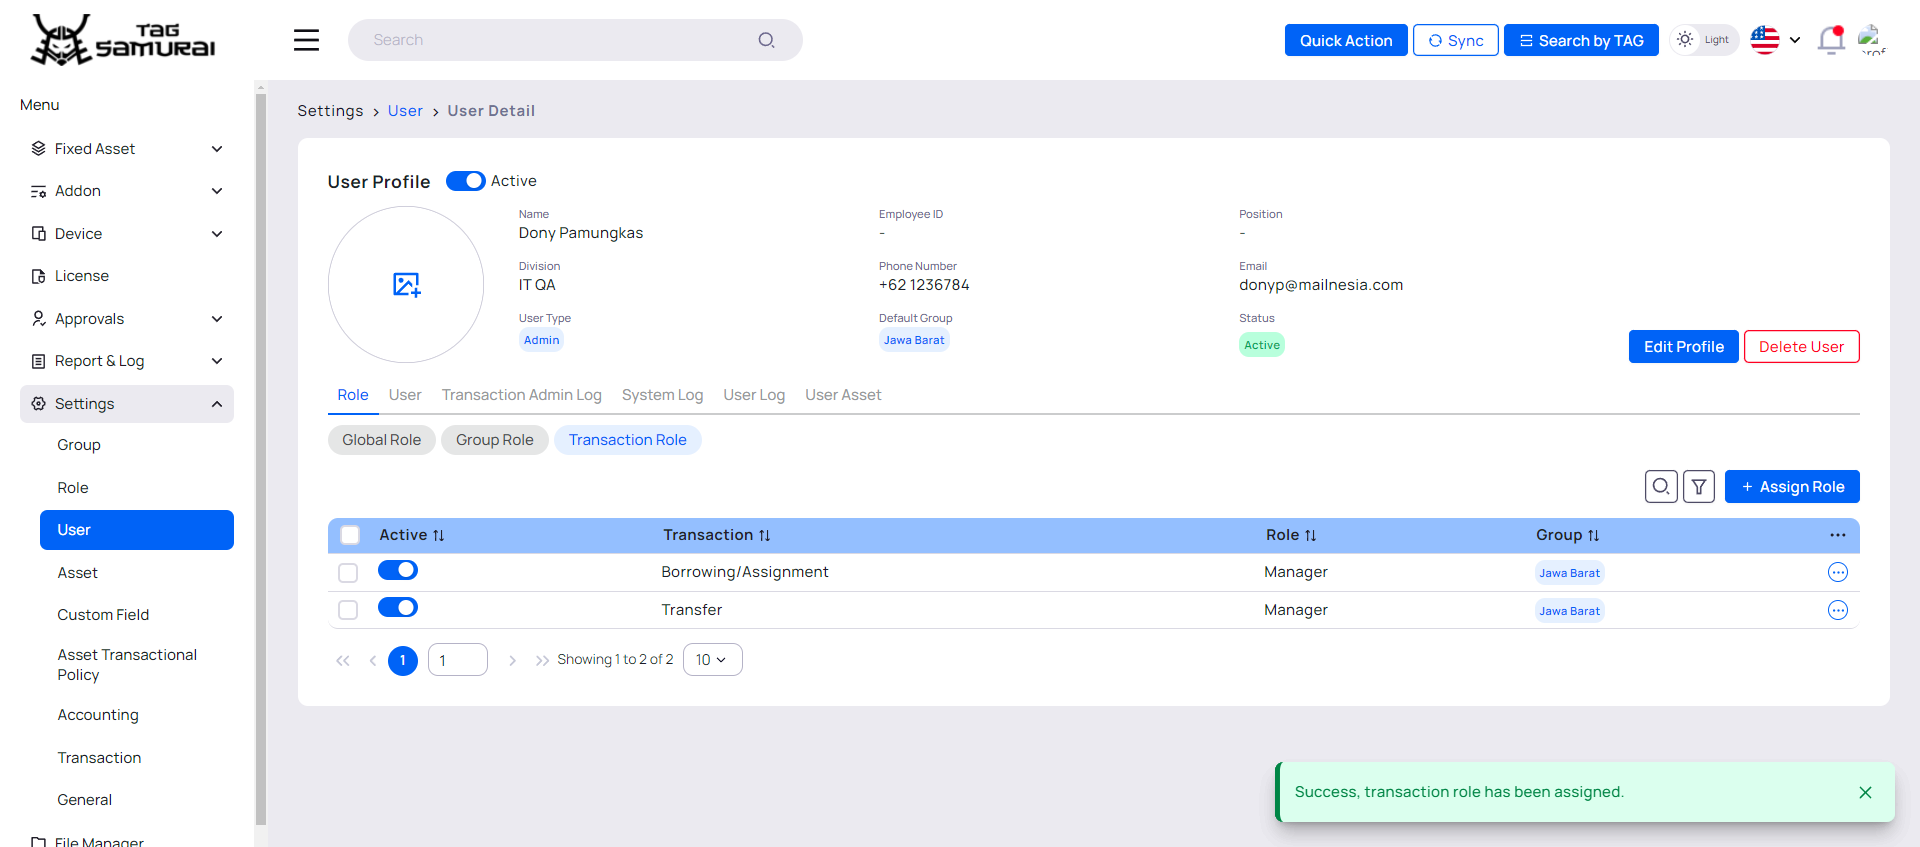 TAG
SAMURAI
Search
Quick Action
Sync
Search by TAG
Light
Menu
Fixed Asset
Addon
Device
License
Approvals
Report & Log
Settings
Group
Role
User
Asset
Custom Field
Asset Transactional
Policy
Accounting
Transaction
General
File Manager
Settings > User > User Detail
User Profile
Active
Name
Dony Pamungkas
Employee ID
-
Position
-
Division
IT QA
Phone Number
+62 1236784
Email
donyp@mailnesia.com
User Type
Admin
Default Group
Jawa Barat
Status
Active
Edit Profile
Delete User
Role
User
Transaction Admin Log
System Log
User Log
User Asset
Global Role
Group Role
Transaction Role
+ Assign Role
Active
Transaction
Role
Group
Borrowing/Assignment
Manager
Jawa Barat
Transfer
Manager
Jawa Barat
1
1
Showing 1 to 2 of 2
10
Success, transaction role has been assigned.